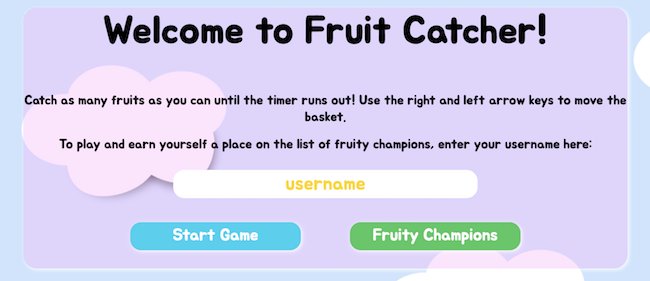 Welcome to Fruit Catcher!
Catch as many fruits as you can until the timer runs out! Use the right and left arrow keys to move the
basket.
To play and earn yourself a place on the list of fruity champions, enter your username here:
username
Start Game
Fruity Champions